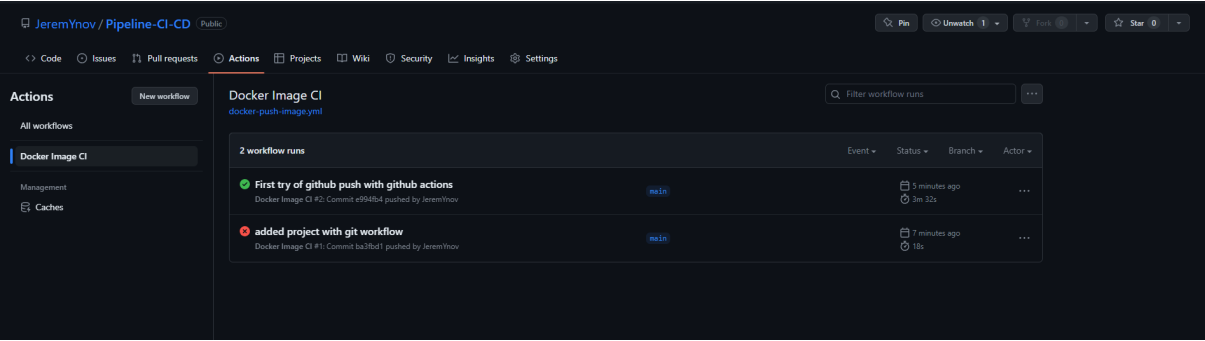 JeremYnov / Pipeline-CI-CD Public
Pin Unwatch 1 Fork 0 Star 0
Code Issues Pull requests Actions Projects Wiki Security Insights Settings
Actions New workflow
All workflows
Docker Image CI
Management
Caches
Docker Image CI
docker-push-image.yml
Filter workflow runs
2 workflow runs Event Status Branch Actor
First try of github push with github actions
Docker Image CI #2: Commit e994fb4 pushed by JeremYnov
main
5 minutes ago
3m 32s
added project with git workflow
Docker Image CI #1: Commit ba3fbd1 pushed by JeremYnov
main
7 minutes ago
18s